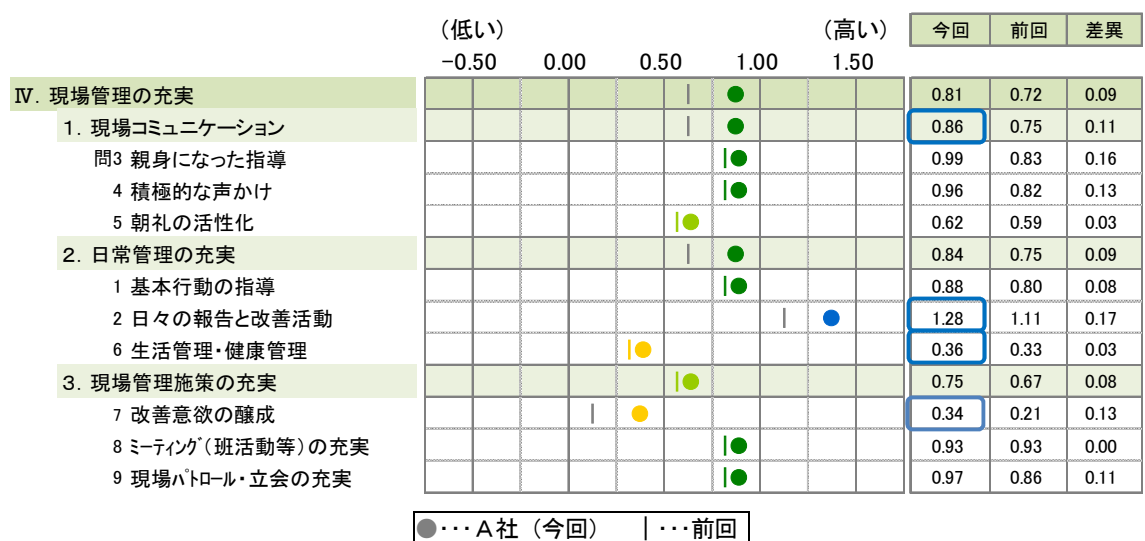 (低い) (高い) 今回 前回 差異
-0.50 0.00 0.50 1.00 1.50
Ⅳ. 現場管理の充実 0.81 0.72 0.09
1. 現場コミュニケーション 0.86 0.75 0.11
問3 親身になった指導 0.99 0.83 0.16
4 積極的な声かけ 0.96 0.82 0.13
5 朝礼の活性化 0.62 0.59 0.03
2. 日常管理の充実 0.84 0.75 0.09
1 基本行動の指導 0.88 0.80 0.08
2 日々の報告と改善活動 1.28 1.11 0.17
6 生活管理・健康管理 0.36 0.33 0.03
3. 現場管理施策の充実 0.75 0.67 0.08
7 改善意欲の醸成 0.34 0.21 0.13
8 ミーティング(班活動等)の充実 0.93 0.93 0.00
9 現場パトロール・立会の充実 0.97 0.86 0.11
●・・・A社 (今回) |・・・前回